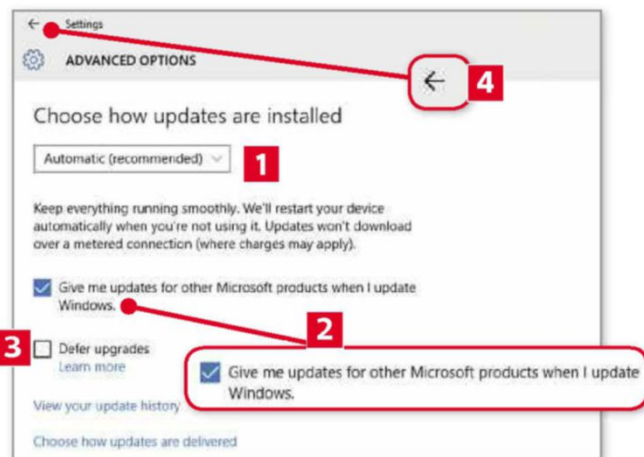 ← Settings
ADVANCED OPTIONS
← 4
Choose how updates are installed
Automatic (recommended)
1
Keep everything running smoothly. We'll restart your device
automatically when you're not using it. Updates won't download
over a metered connection (where charges may apply).
Give me updates for other Microsoft products when I update
Windows.
2
3 Defer upgrades
Learn more
Give me updates for other Microsoft products when I update
Windows.
View your update history
Choose how updates are delivered